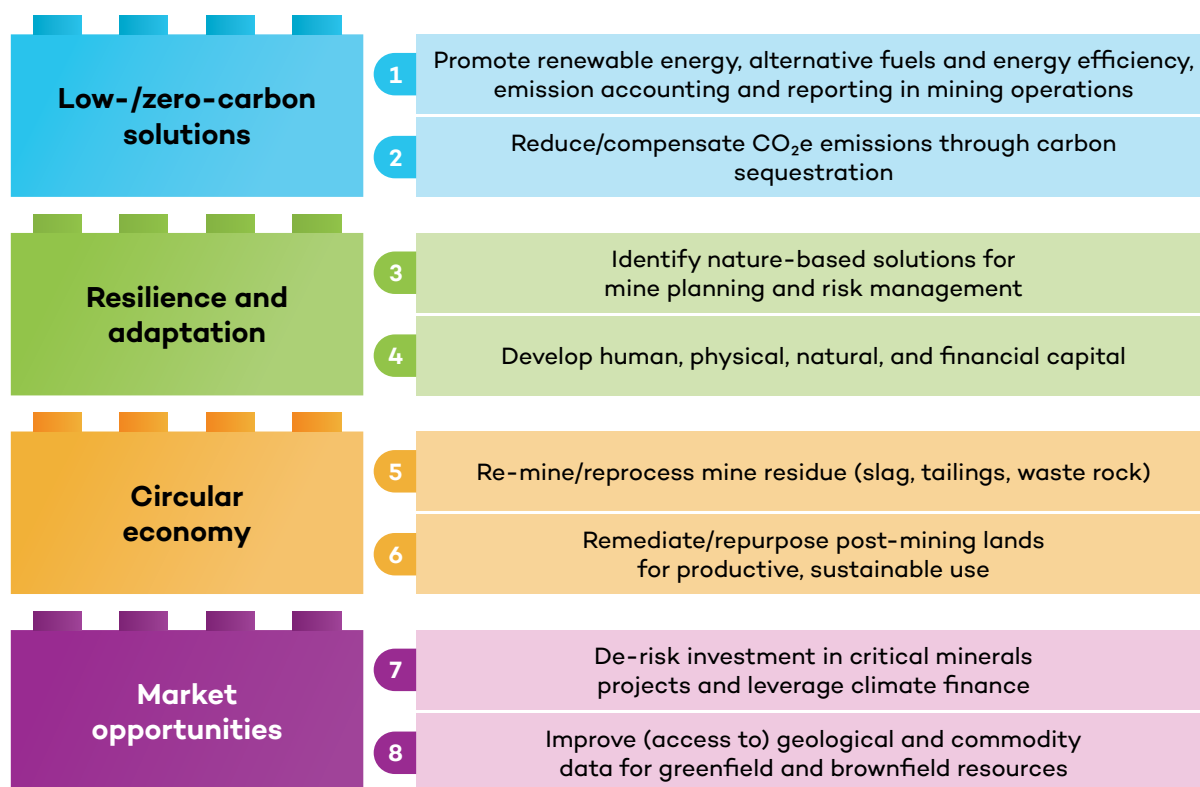 Low-/zero-carbon
solutions
1
Promote renewable energy, alternative fuels and energy efficiency,
emission accounting and reporting in mining operations
2
Reduce/compensate CO₂e emissions through carbon
sequestration
Resilience and
adaptation
3
Identify nature-based solutions for
mine planning and risk management
4
Develop human, physical, natural, and financial capital
Circular
economy
5
Re-mine/reprocess mine residue (slag, tailings, waste rock)
6
Remediate/repurpose post-mining lands
for productive, sustainable use
Market
opportunities
7
De-risk investment in critical minerals
projects and leverage climate finance
8
Improve (access to) geological and commodity
data for greenfield and brownfield resources